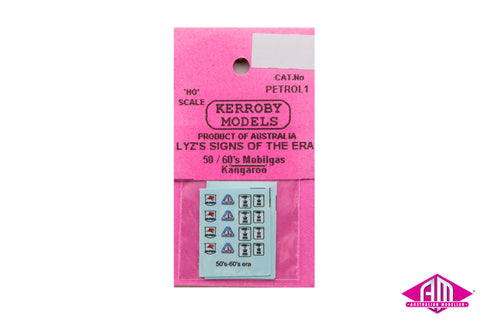 CAT.No
'HO' PETROL1
SCALE
KERROBY
MODELS
PRODUCT OF AUSTRALIA
LYZ'S SIGNS OF THE ERA
50 / 60's Mobilgas
Kangaroo
50's-60's era
AM
AUSTRALIAN MODELLER